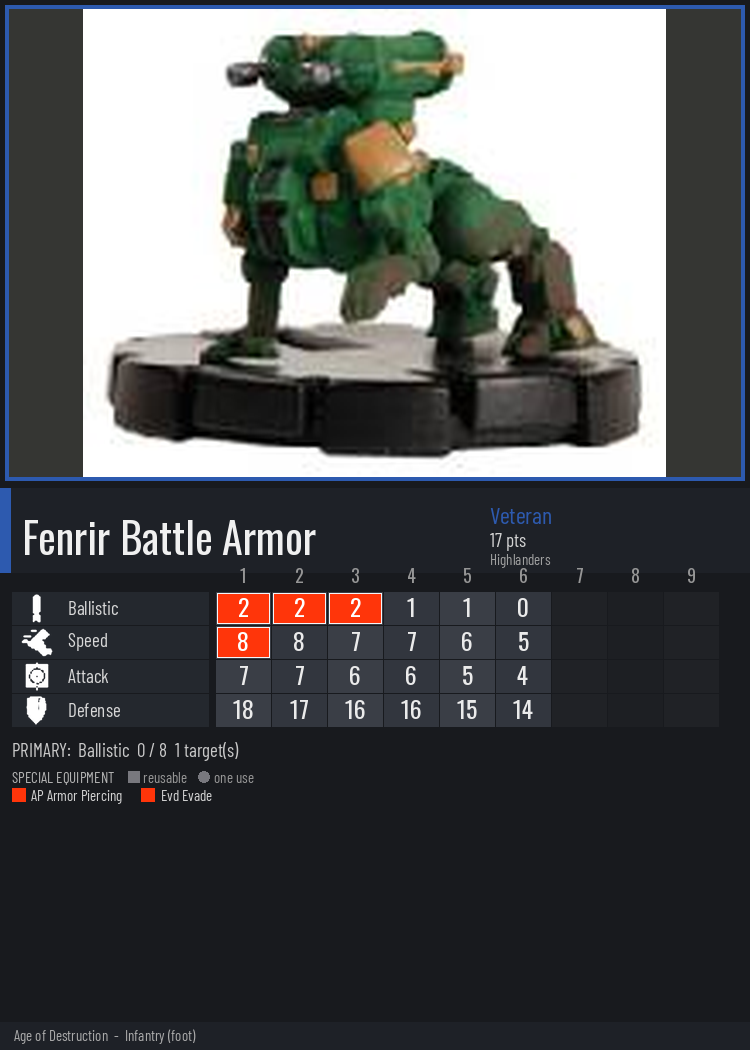 Fenrir Battle Armor
Veteran
17 pts
Highlanders
1 2 3 4 5 6 7 8 9
Ballistic 2 2 2 1 1 0
Speed 8 8 7 7 6 5
Attack 7 7 6 6 5 4
Defense 18 17 16 16 15 14
PRIMARY: Ballistic 0 / 8 1 target(s)
SPECIAL EQUIPMENT reusable one use
AP Armor Piercing Evd Evade
Age of Destruction - Infantry (foot)